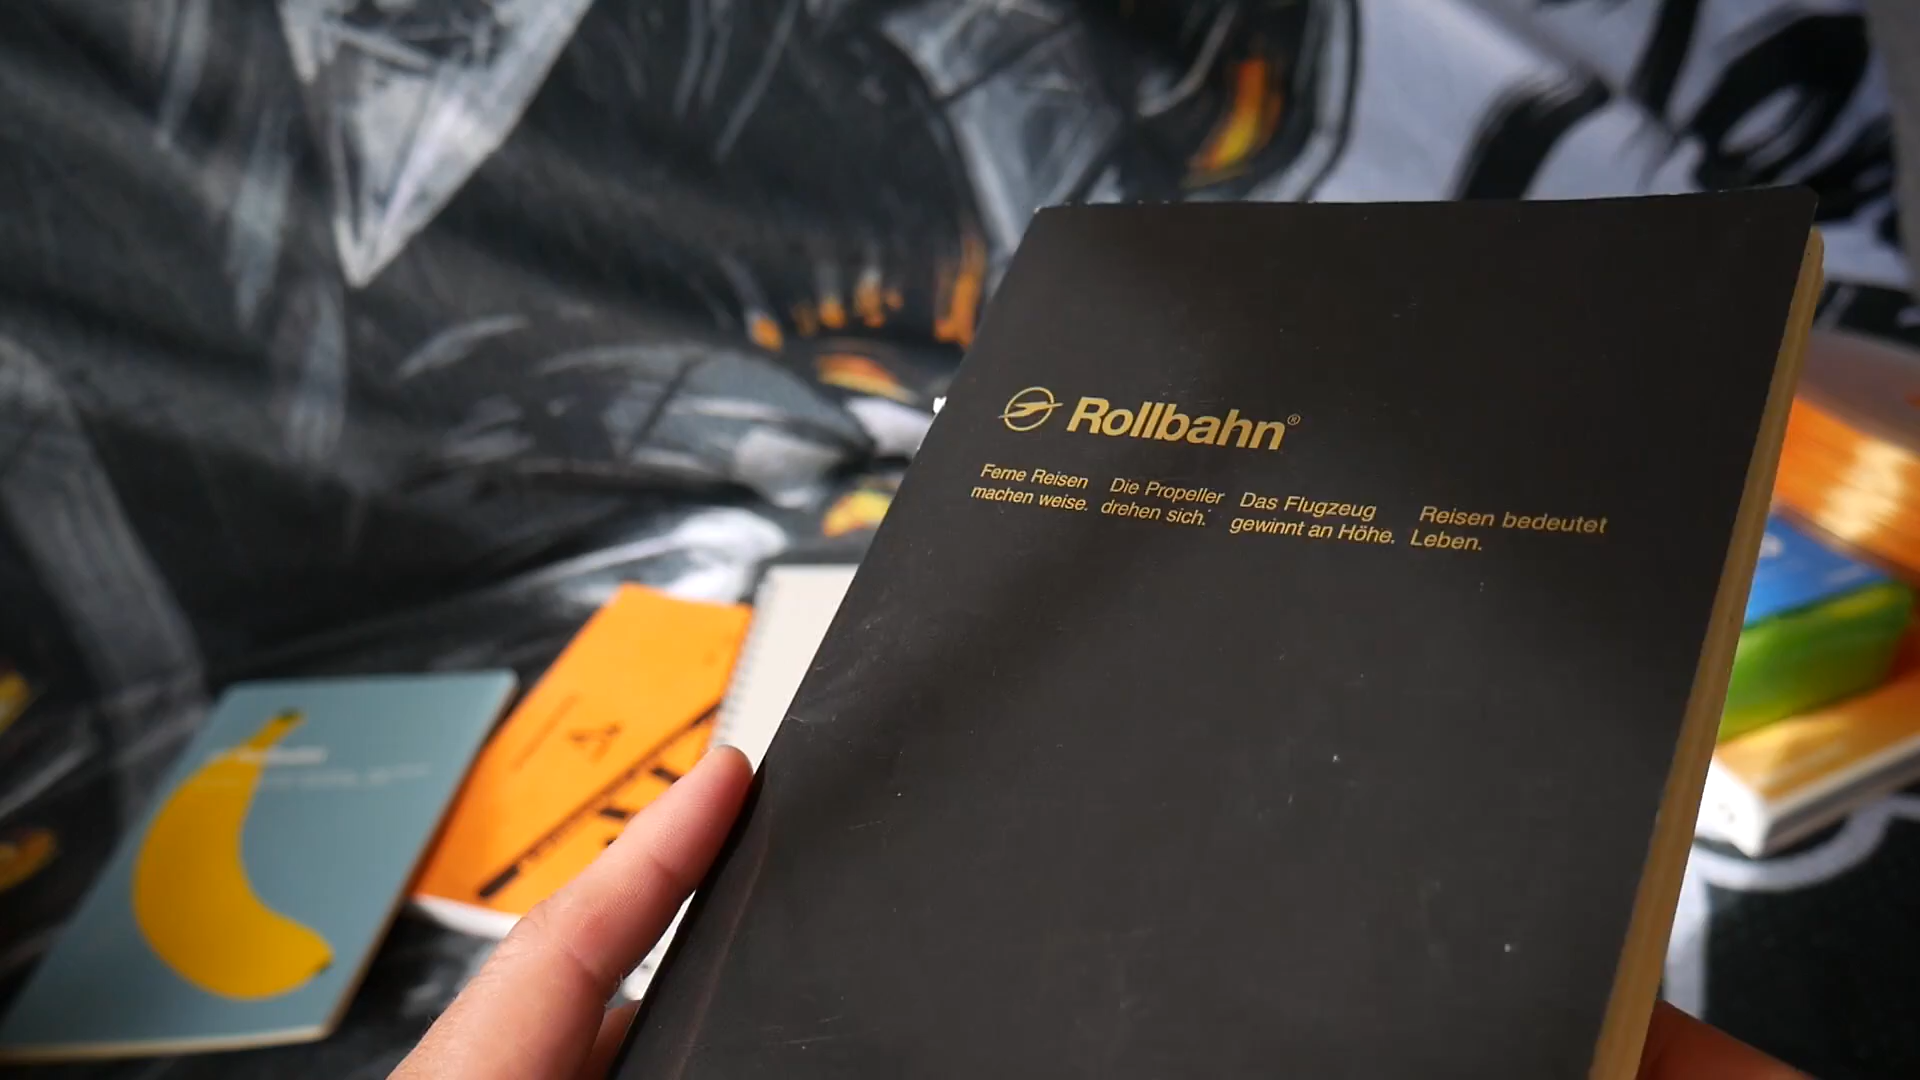 Rollbahn®
Ferne Reisen
machen weise.
Die Propeller
drehen sich.
Das Flugzeug
gewinnt an Höhe.
Reisen bedeutet
Leben.